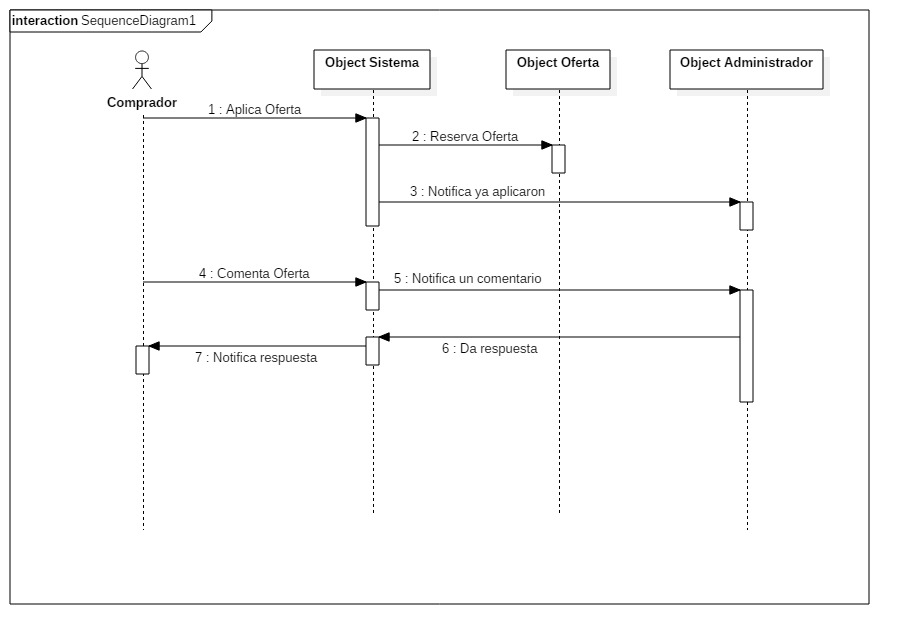 interaction SequenceDiagram1
Object Sistema
Object Oferta
Object Administrador
Comprador
1 : Aplica Oferta
2 : Reserva Oferta
3 : Notifica ya aplicaron
4 : Comenta Oferta
5 : Notifica un comentario
6 : Da respuesta
7 : Notifica respuesta